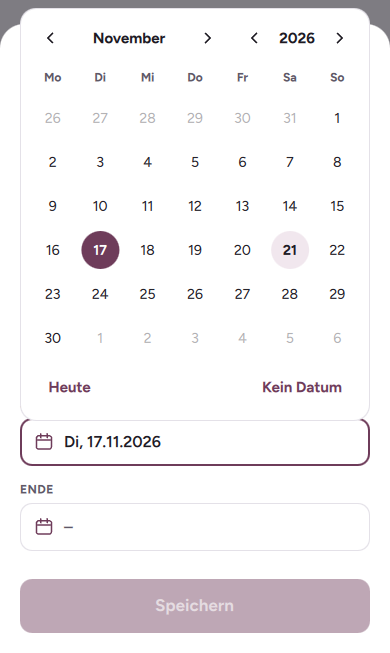 November 2026
Mo Di Mi Do Fr Sa So
26 27 28 29 30 31 1
2 3 4 5 6 7 8
9 10 11 12 13 14 15
16 17 18 19 20 21 22
23 24 25 26 27 28 29
30 1 2 3 4 5 6
Heute Kein Datum
Di, 17.11.2026
ENDE
–
Speichern